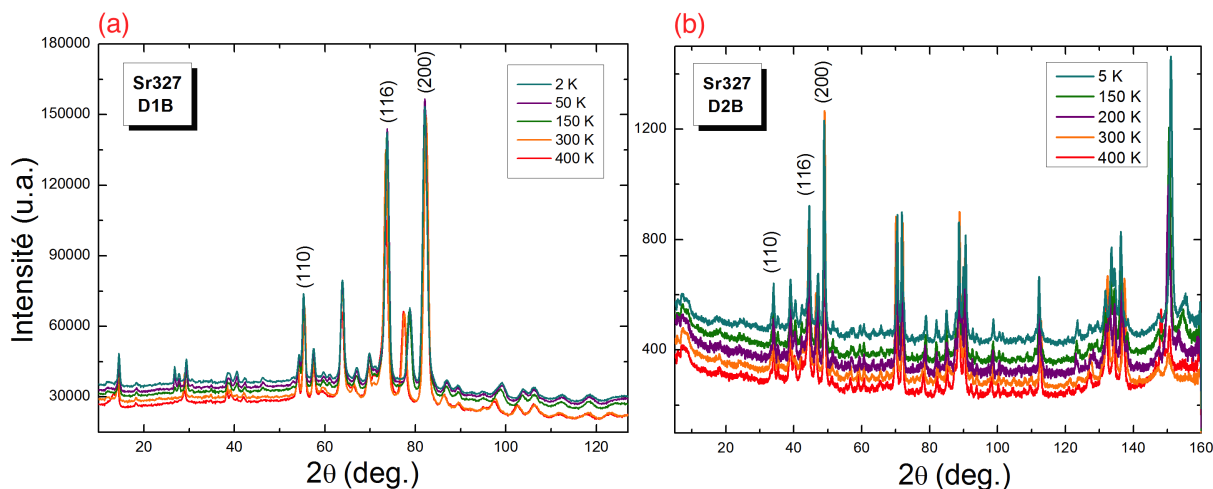 (a)
Intensité (u.a.)
180000
150000
120000
90000
60000
30000
Sr327
D1B
(110)
(116)
(200)
2 K
50 K
150 K
300 K
400 K
20 40 60 80 100 120
2θ (deg.)
(b)
1200
800
400
Sr327
D2B
(110)
(116)
(200)
5 K
150 K
200 K
300 K
400 K
20 40 60 80 100 120 140 160
2θ (deg.)